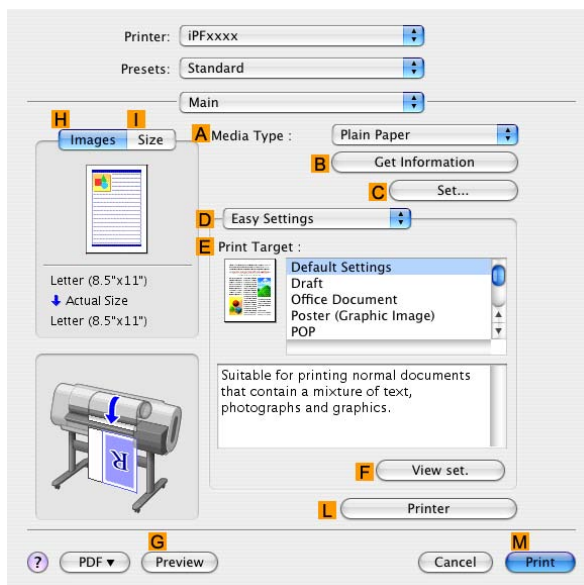 Printer: iPFxxxx
Presets: Standard
Main
H I
Images Size
A Media Type : Plain Paper
B Get Information
C Set...
D Easy Settings
E Print Target :
Default Settings
Draft
Office Document
Poster (Graphic Image)
POP
Letter (8.5"x11")
Actual Size
Letter (8.5"x11")
Suitable for printing normal documents
that contain a mixture of text,
photographs and graphics.
R
F View set.
L Printer
G M
? PDF▼ Preview Cancel Print